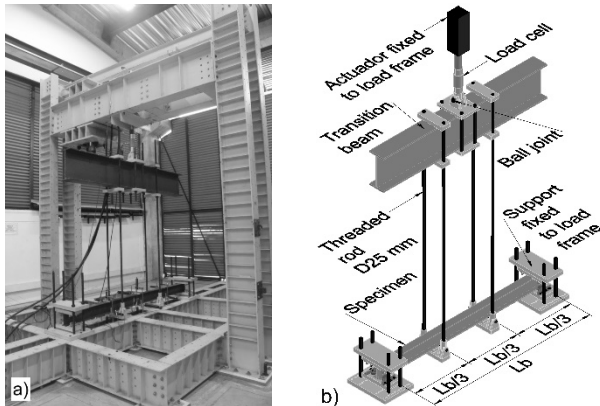 Actuator fixed
to load frame
Load cell
Transition
beam
Ball joint
Threaded
rod
D25 mm
Support
fixed
to load
frame
Specimen
Lb/3
Lb/3
Lb/3
Lb
a)
b)